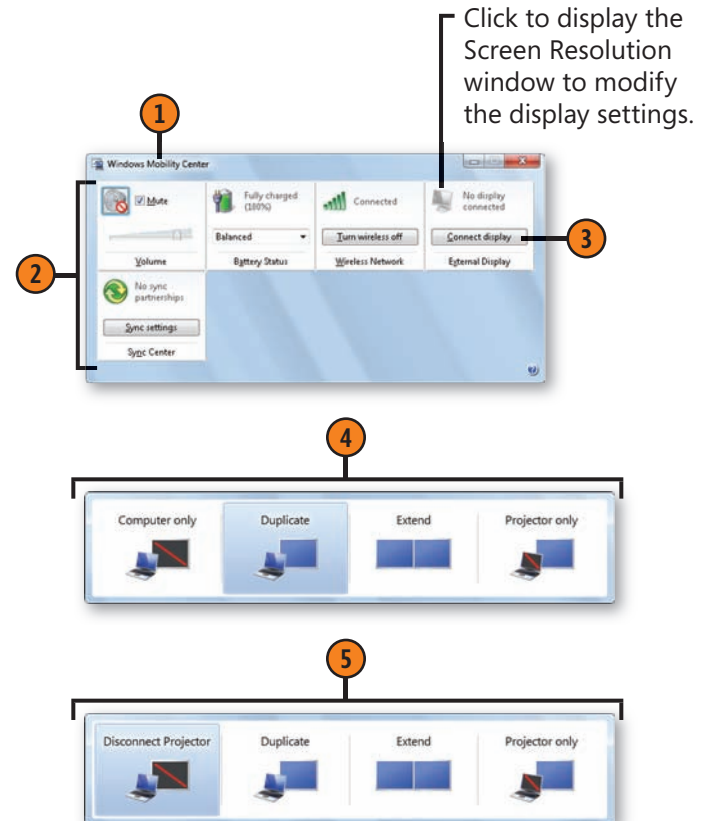 Click to display the
Screen Resolution
window to modify
the display settings.
1
Windows Mobility Center
Mute
Fully charged
(100%)
Connected
No display
connected
Balanced
Turn wireless off
Connect display
3
2
Volume
Battery Status
Wireless Network
External Display
No sync
partnerships
Sync settings
Sync Center
4
Computer only
Duplicate
Extend
Projector only
5
Disconnect Projector
Duplicate
Extend
Projector only